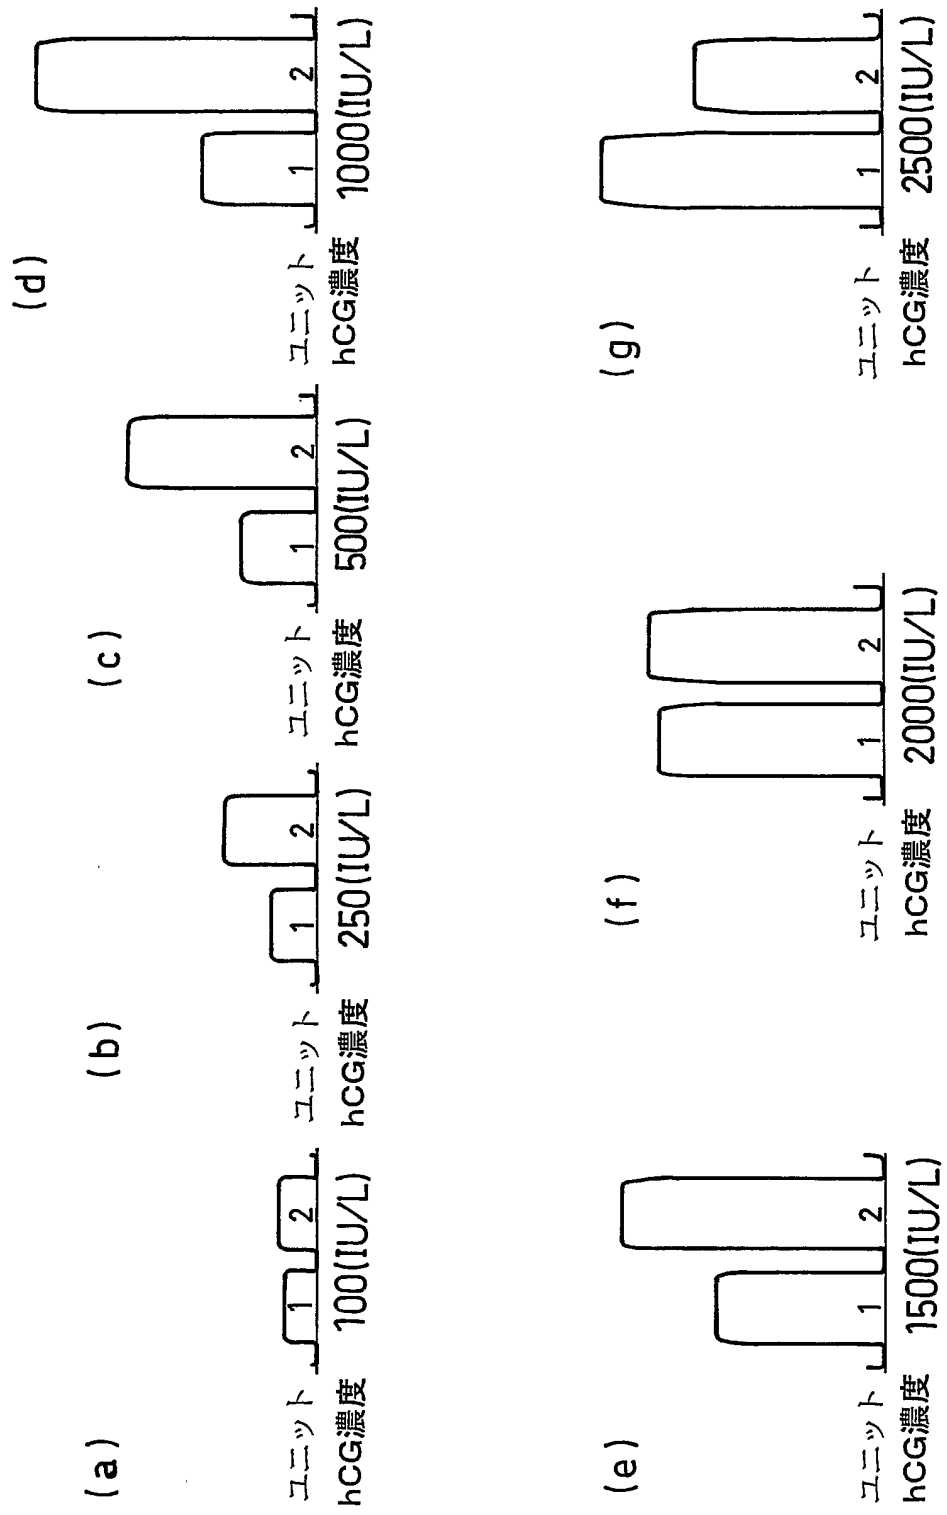 (a)
ユニット 1 2
hCG濃度 100(IU/L)
(b)
ユニット 1 2
hCG濃度 250(IU/L)
(c)
ユニット 1 2
hCG濃度 500(IU/L)
(d)
ユニット 1 2
hCG濃度 1000(IU/L)
(e)
ユニット 1 2
hCG濃度 1500(IU/L)
(f)
ユニット 1 2
hCG濃度 2000(IU/L)
(g)
ユニット 1 2
hCG濃度 2500(IU/L)